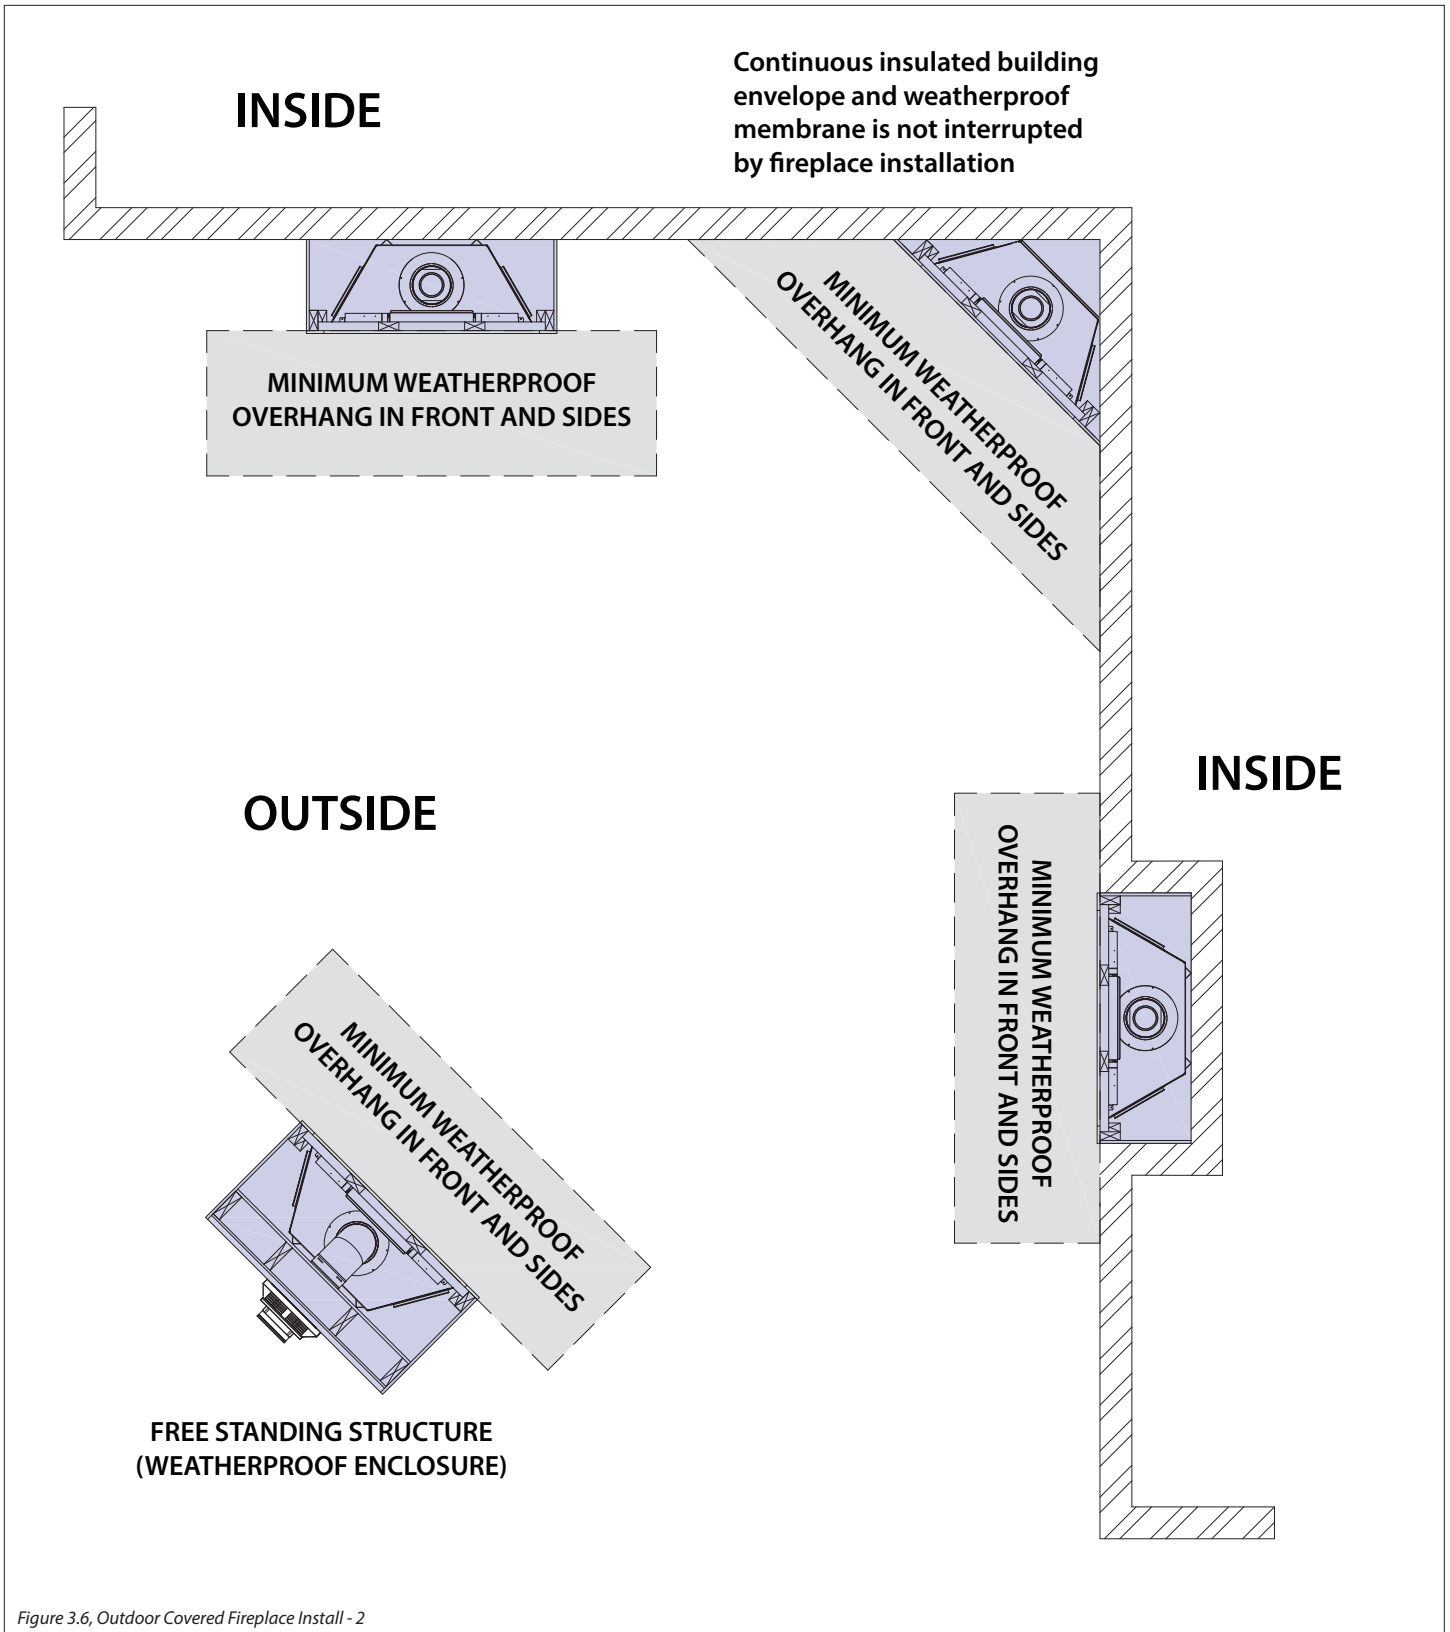 INSIDE
Continuous insulated building
envelope and weatherproof
membrane is not interrupted
by fireplace installation
MINIMUM WEATHERPROOF
OVERHANG IN FRONT AND SIDES
MINIMUM WEATHERPROOF
OVERHANG IN FRONT AND SIDES
INSIDE
OUTSIDE
MINIMUM WEATHERPROOF
OVERHANG IN FRONT AND SIDES
MINIMUM WEATHERPROOF
OVERHANG IN FRONT AND SIDES
FREE STANDING STRUCTURE
(WEATHERPROOF ENCLOSURE)
Figure 3.6, Outdoor Covered Fireplace Install - 2